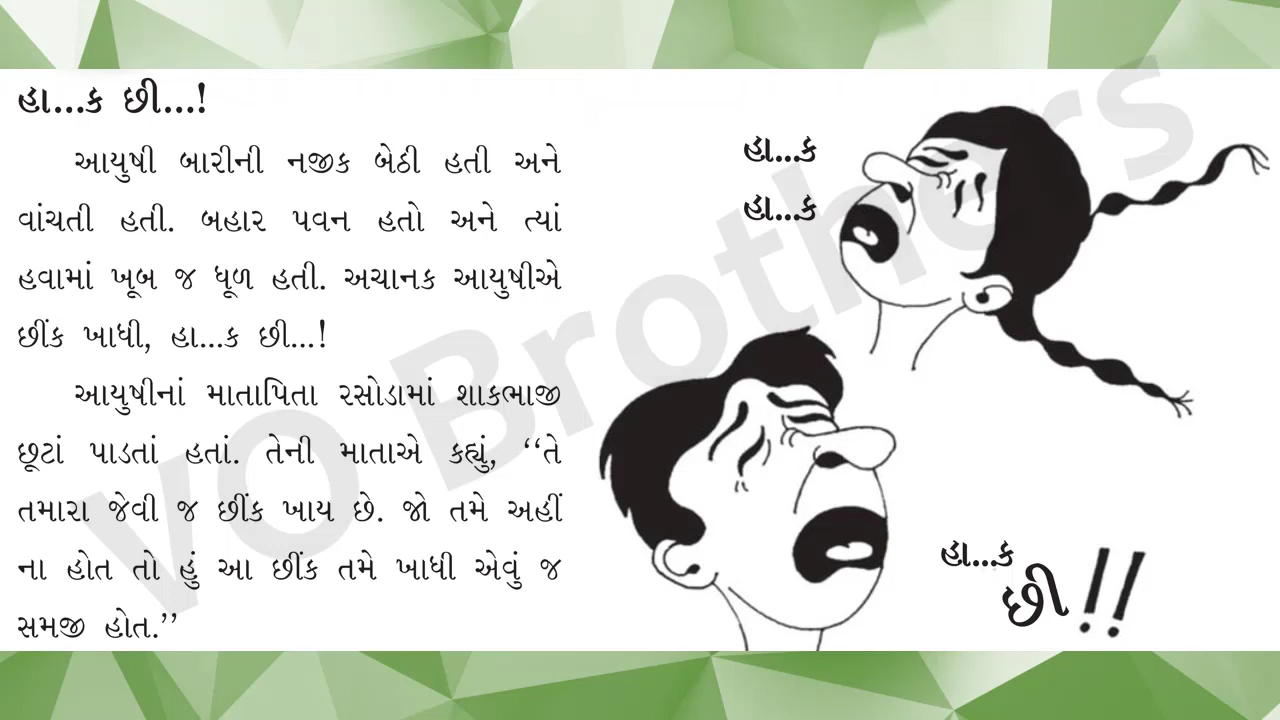 હા...ક છી...!
આયુષી બારીની નજીક બેઠી હતી અને
વાંચતી હતી. બહાર પવન હતો અને ત્યાં
હવામાં ખૂબ જ ધૂળ હતી. અચાનક આયુષીએ
છીંક ખાધી, હા...ક છી...!
આયુષીનાં માતાપિતા રસોડામાં શાકભાજી
છૂટાં પાડતાં હતાં. તેની માતાએ કહ્યું, ‘‘તે
તમારા જેવી જ છીંક ખાય છે. જો તમે અહીં
ના હોત તો હું આ છીંક તમે ખાધી એવું જ
સમજી હોત.’’
હા...ક
હા...ક
હા...ક
છી !!
VO Brothers